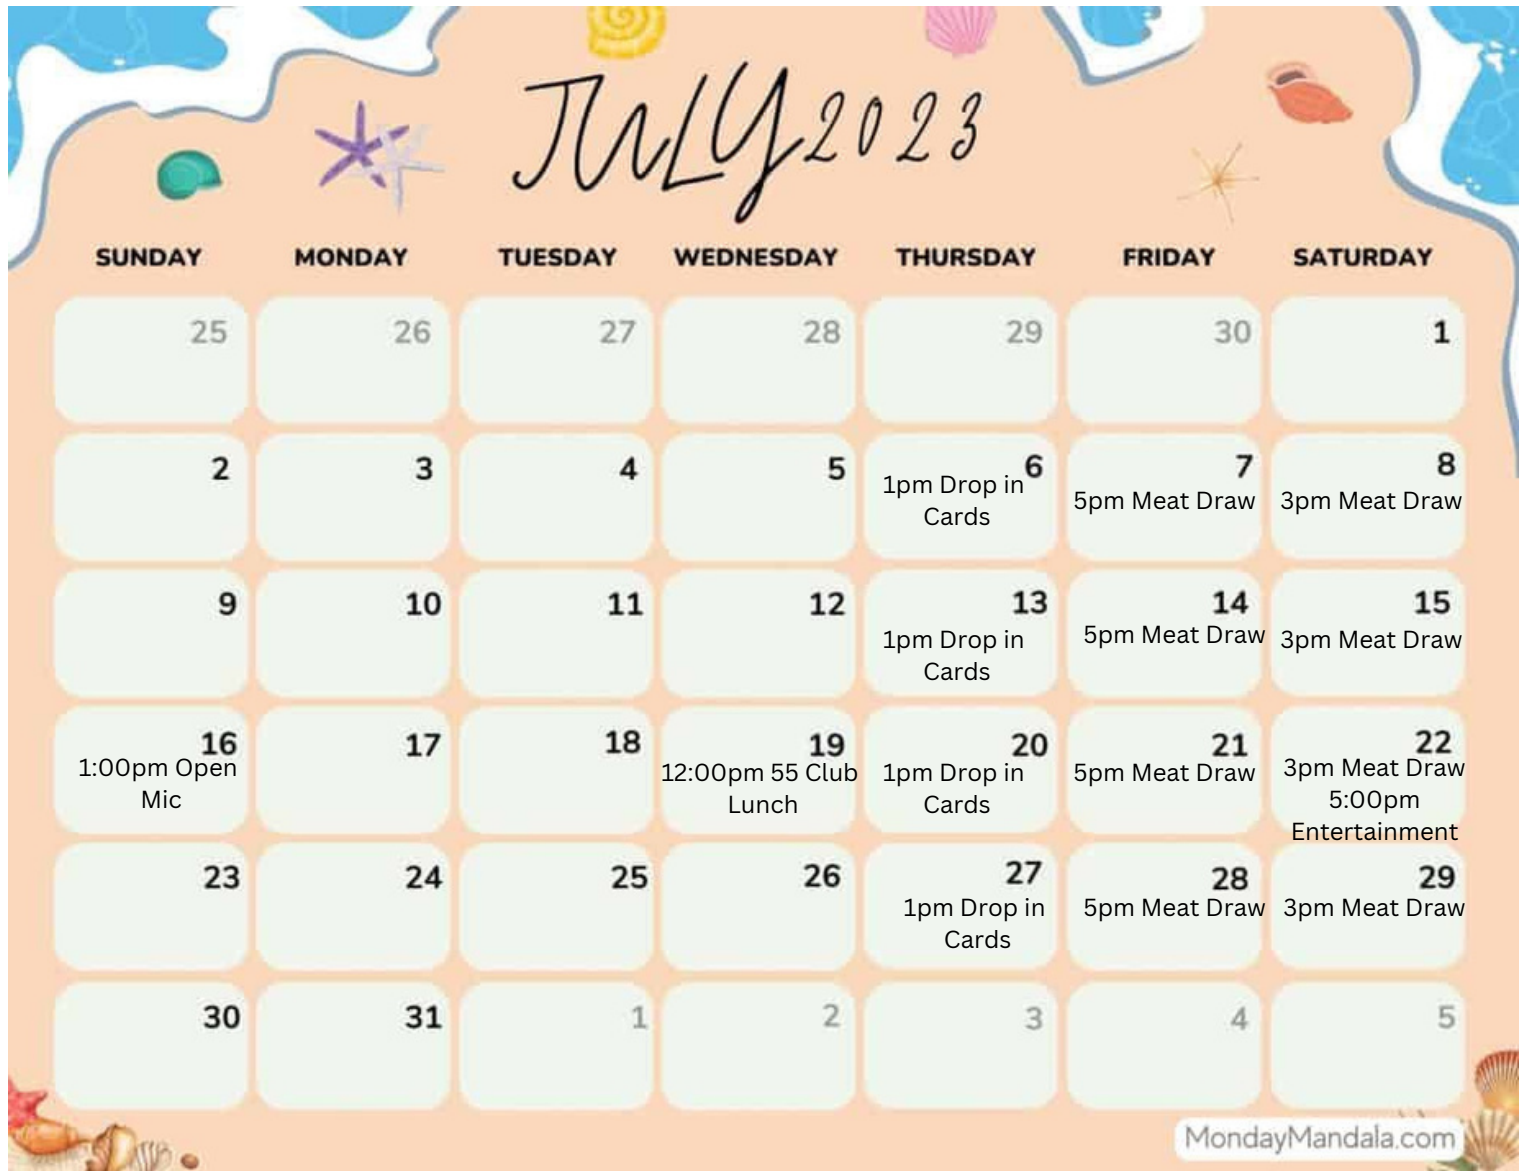 JULY 2023
SUNDAY MONDAY TUESDAY WEDNESDAY THURSDAY FRIDAY SATURDAY
25 26 27 28 29 30 1
2 3 4 5 6 7 8
1pm Drop in 5pm Meat Draw 3pm Meat Draw
Cards
9 10 11 12 13 14 15
1pm Drop in 5pm Meat Draw 3pm Meat Draw
Cards
16 17 18 19 20 21 22
1:00pm Open 12:00pm 55 Club 1pm Drop in 5pm Meat Draw 3pm Meat Draw
Mic Lunch Cards 5:00pm
Entertainment
23 24 25 26 27 28 29
1pm Drop in 5pm Meat Draw 3pm Meat Draw
Cards
30 31 1 2 3 4 5
MondayMandala.com